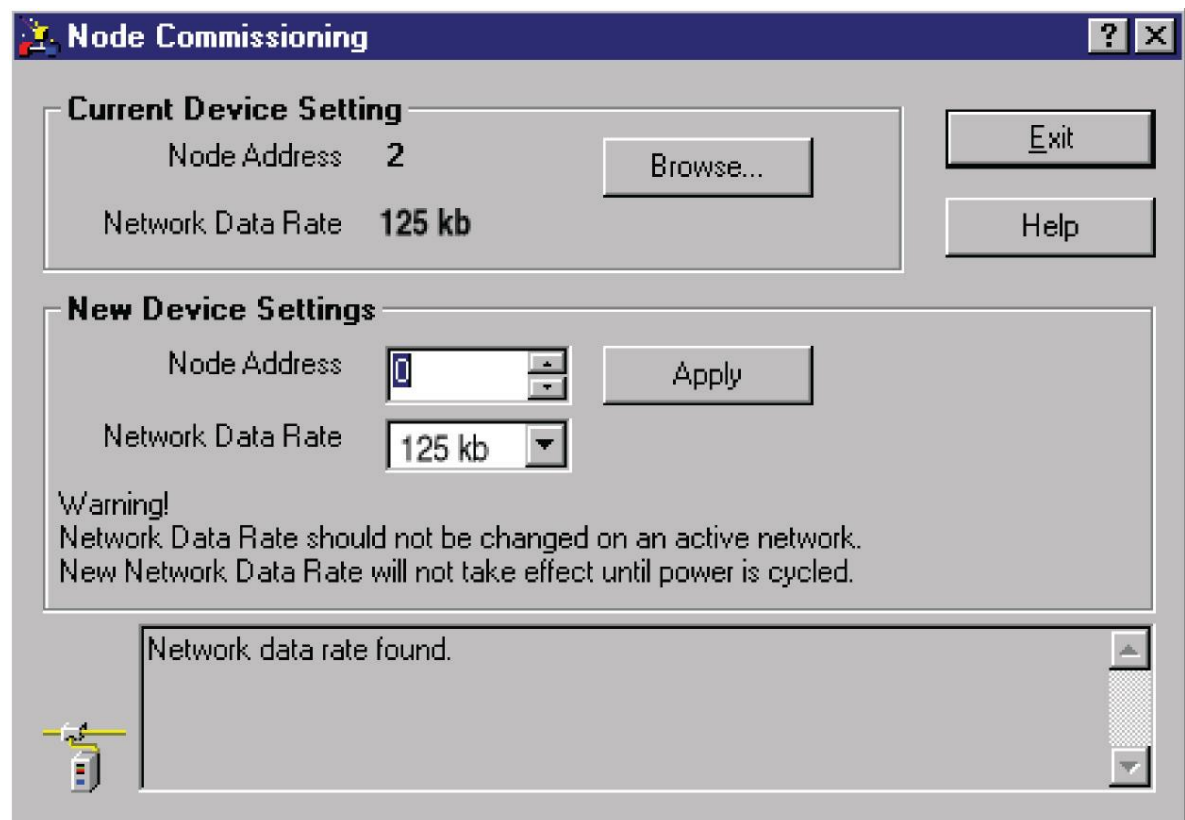 Node Commissioning
Current Device Setting
Node Address 2
Browse...
Exit
Network Data Rate 125 kb
Help
New Device Settings
Node Address 0
Apply
Network Data Rate 125 kb
Warning!
Network Data Rate should not be changed on an active network.
New Network Data Rate will not take effect until power is cycled.
Network data rate found.